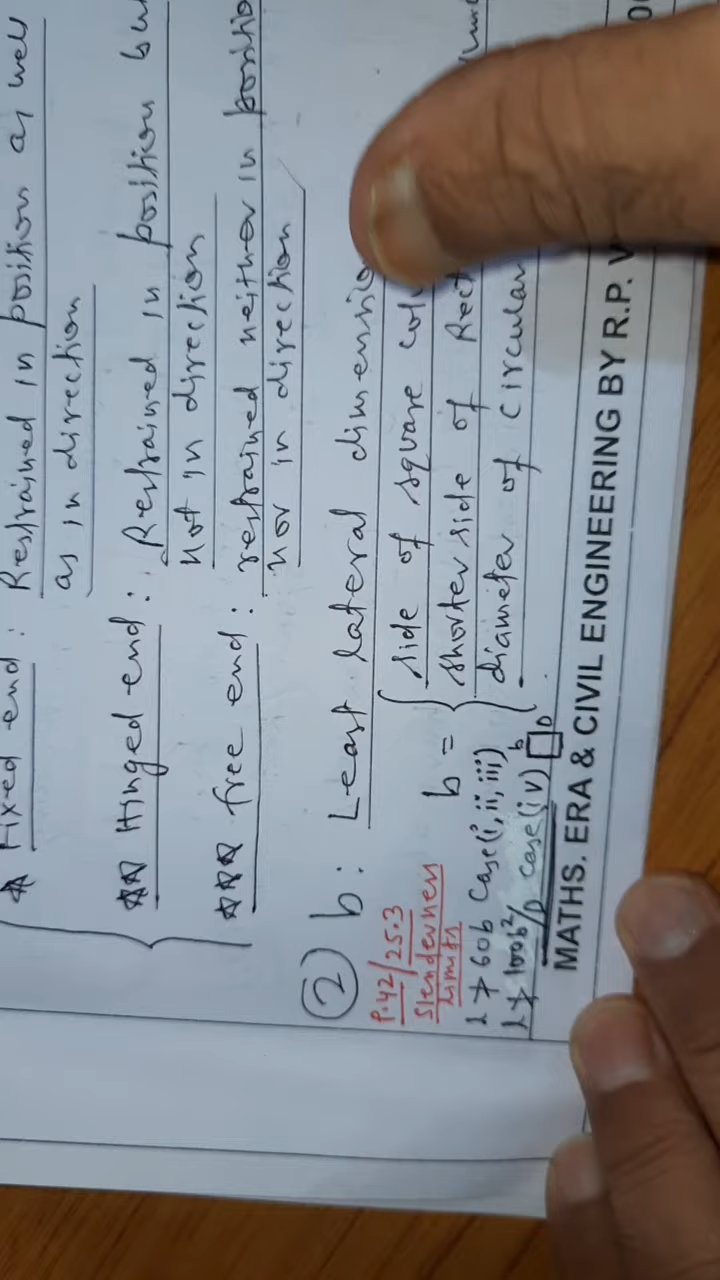 ★ Fixed end : Restrained in position as well
as in direction
★★ Hinged end : Restrained in position but
not in direction
★★★ free end : restrained neither in position
nor in direction
② b : Least lateral dimension
b = { side of square
shorter side of
diameter of circular
P.42/25.3
Slenderness
limits
l ≯ 60b Case(i, ii, iii)
l ≯ 100b²/D case(iv) b D
MATHS. ERA & CIVIL ENGINEERING BY R.P.